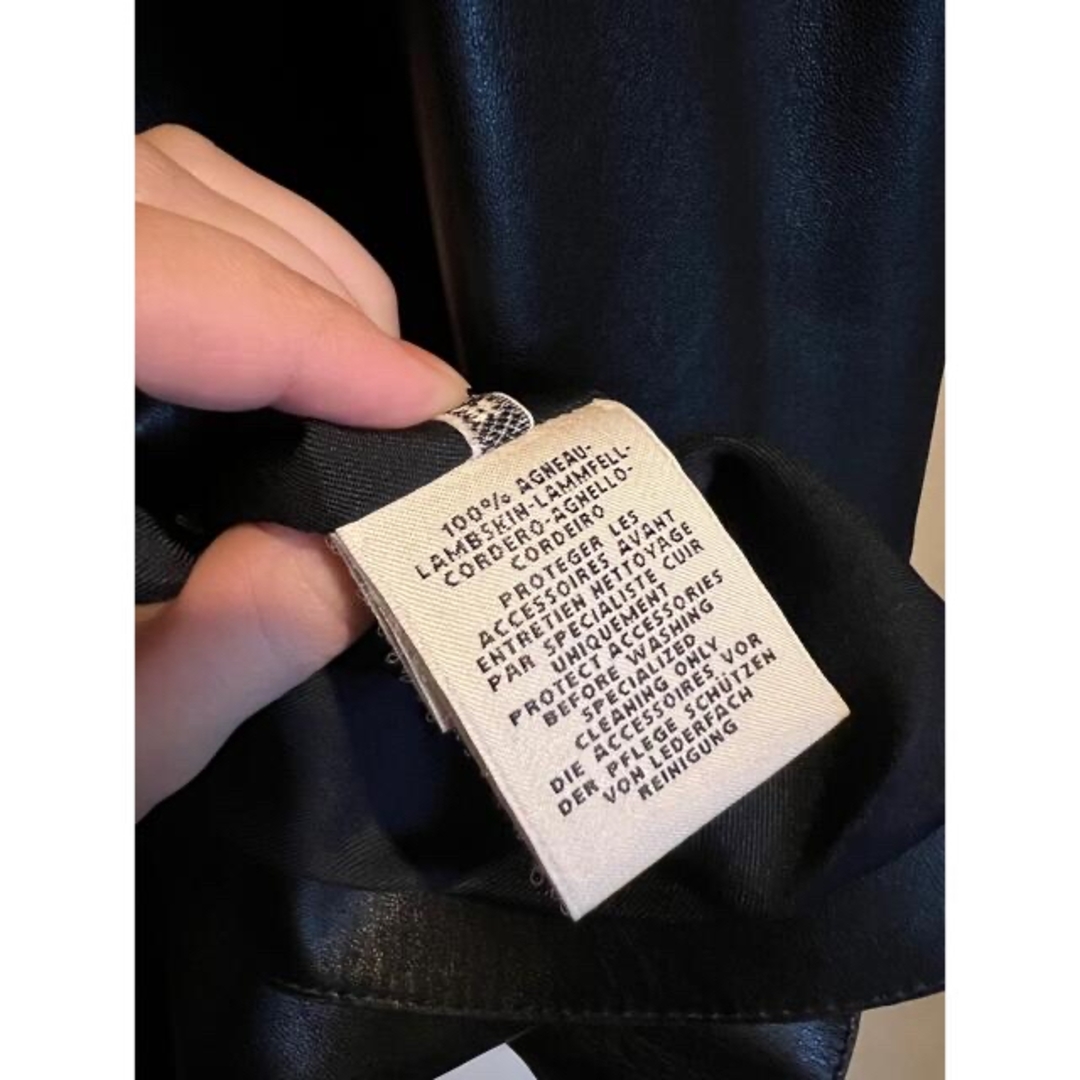 100% AGNEAU-
LAMBSKIN-LAMMFELL-
CORDERO-AGNELLO-
CORDEIRO
PROTEGER LES
ACCESSOIRES AVANT
ENTRETIEN NETTOYAGE
PAR SPECIALISTE CUIR
UNIQUEMENT
PROTECT ACCESSORIES
BEFORE WASHING
SPECIALIZED
CLEANING ONLY
DIE ACCESSOIRES VOR
DER PFLEGE SCHÜTZEN
VON LEDERFACH
REINIGUNG